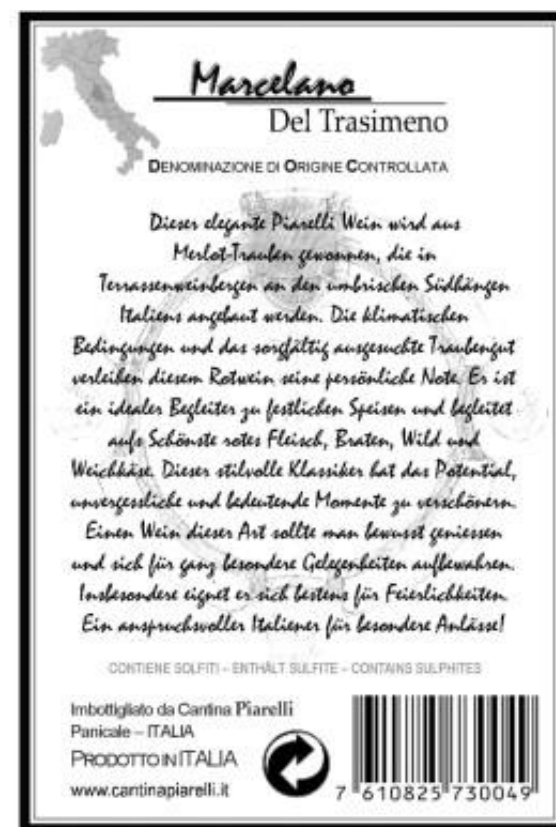 Marcelano
Del Trasimeno
DENOMINAZIONE DI ORIGINE CONTROLLATA
Dieser elegante Piarelli Wein wird aus
Merlot-Trauben gewonnen, die in
Terrassenweinbergen an den umbrischen Südhängen
Italiens angebaut werden. Die klimatischen
Bedingungen und das sorgfältig ausgesuchte Traubengut
verleihen diesem Rotwein seine persönliche Note. Er ist
ein idealer Begleiter zu festlichen Speisen und begleitet
aufs Schönste rotes Fleisch, Braten, Wild und
Weichkäse. Dieser stilvolle Klassiker hat das Potential,
unvergessliche und bedeutende Momente zu verschönern.
Einen Wein dieser Art sollte man bewusst geniessen
und sich für ganz besondere Gelegenheiten aufbewahren.
Insbesondere eignet er sich bestens für Feierlichkeiten.
Ein anspruchsvoller Italiener für besondere Anlässe!
CONTIENE SOLFITI – ENTHÄLT SULFITE – CONTAINS SULPHITES
Imbottigliato da Cantina Piarelli
Panicale – ITALIA
PRODOTTO IN ITALIA
www.cantinapiarelli.it
7 610825 730049